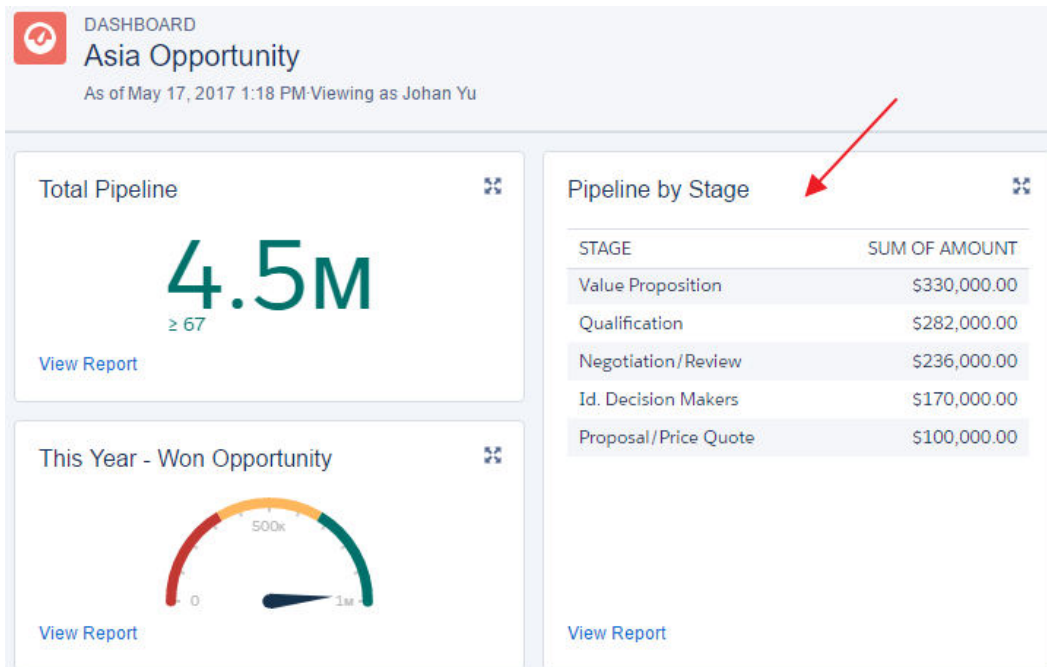 DASHBOARD
Asia Opportunity
As of May 17, 2017 1:18 PM·Viewing as Johan Yu
Total Pipeline
4.5M
≥ 67
View Report
This Year - Won Opportunity
500K
0
1M
View Report
Pipeline by Stage
STAGE SUM OF AMOUNT
Value Proposition $330,000.00
Qualification $282,000.00
Negotiation/Review $236,000.00
Id. Decision Makers $170,000.00
Proposal/Price Quote $100,000.00
View Report